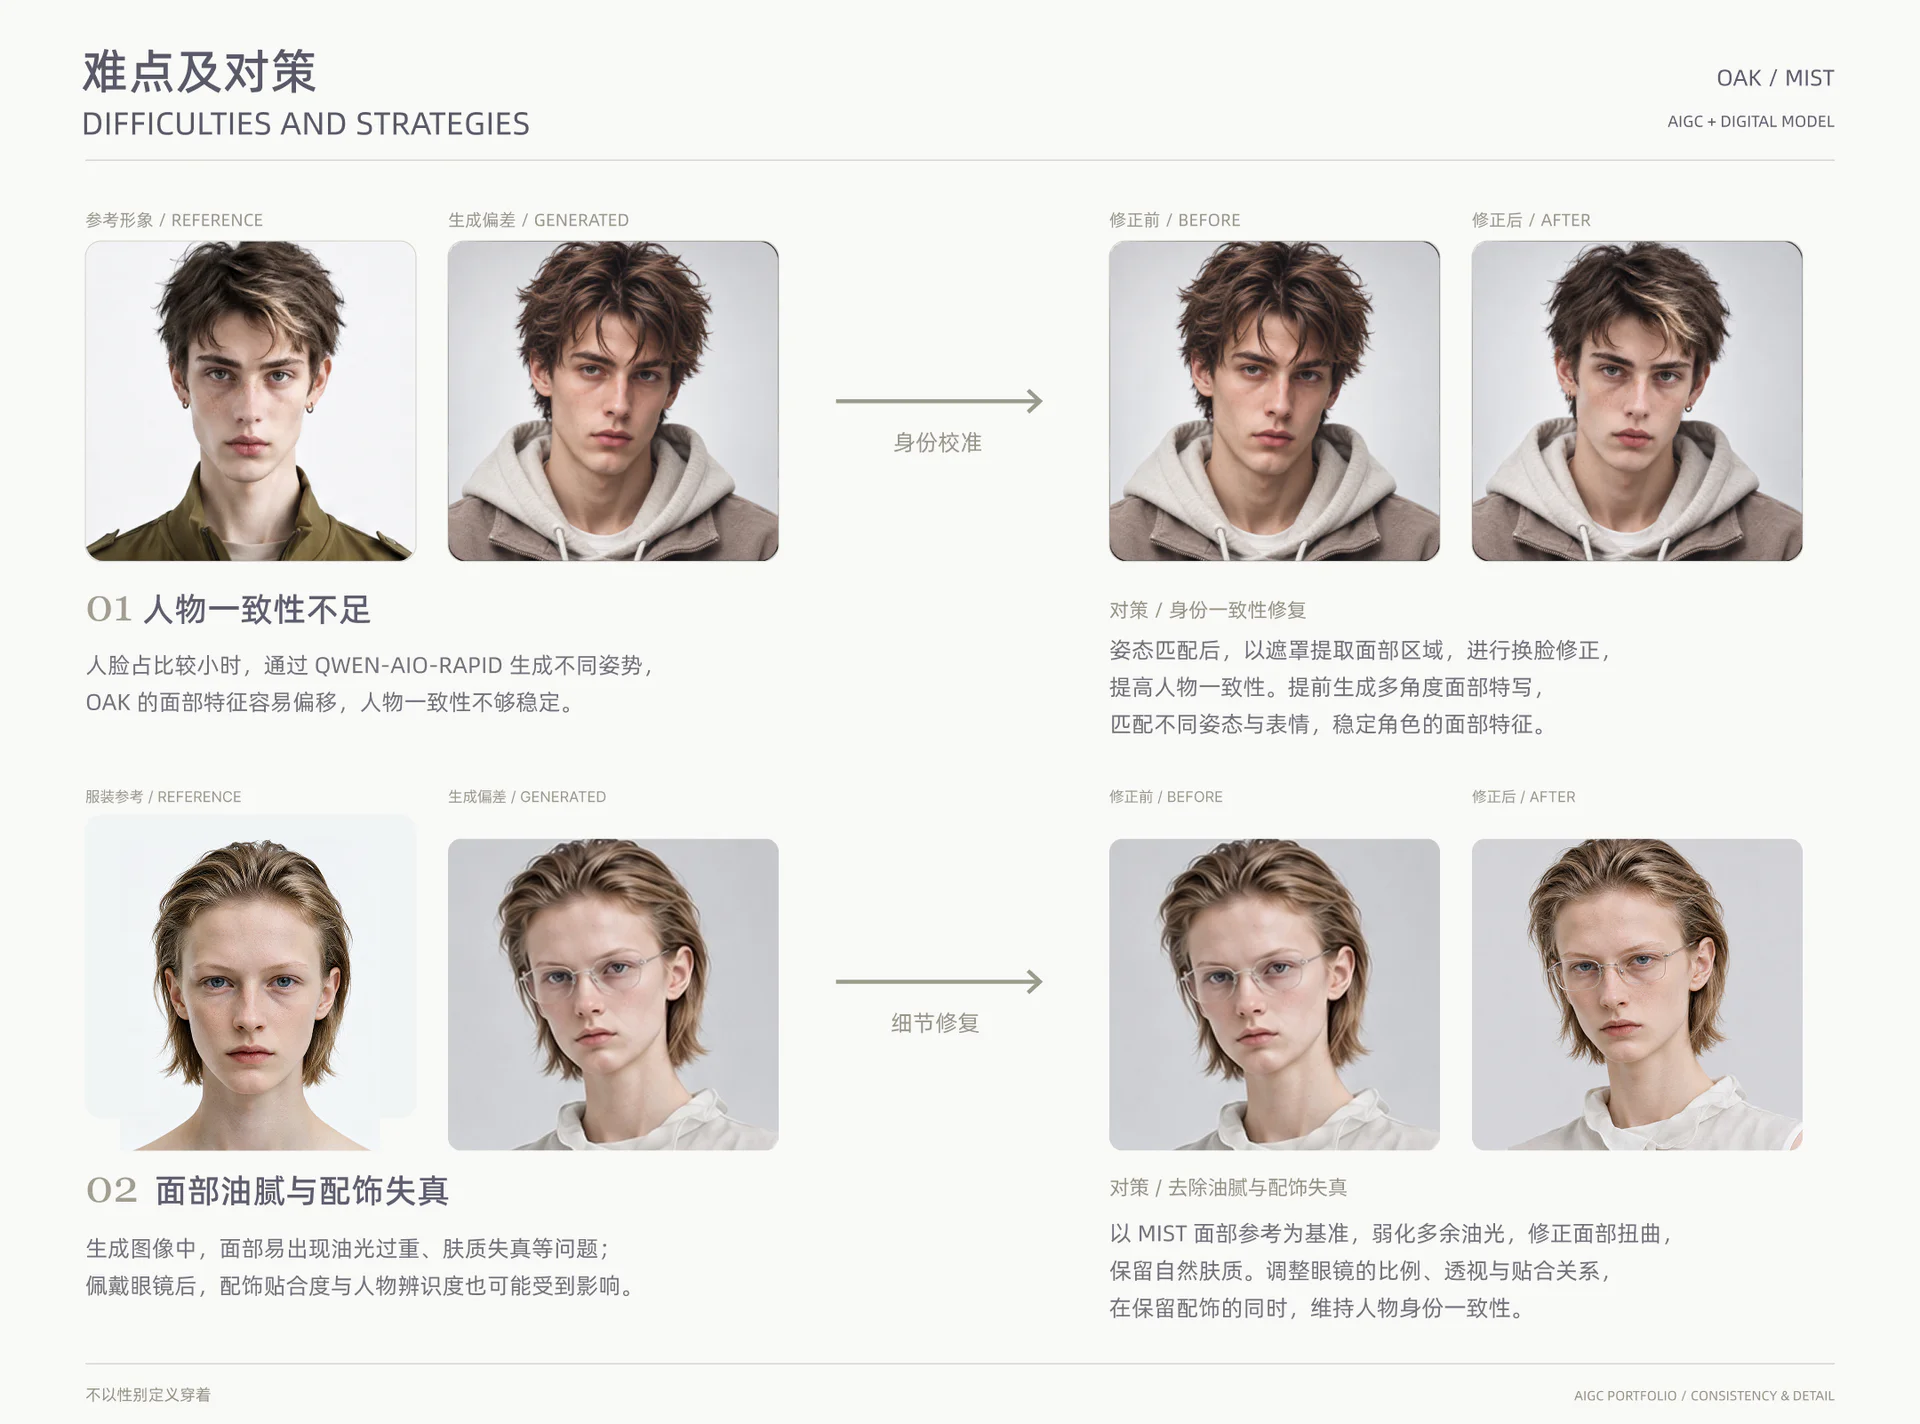 难点及对策
DIFFICULTIES AND STRATEGIES
OAK / MIST
AIGC + DIGITAL MODEL
参考形象 / REFERENCE
生成偏差 / GENERATED
修正前 / BEFORE
修正后 / AFTER
身份校准
01 人物一致性不足
人脸占比较小时，通过 QWEN-AIO-RAPID 生成不同姿势，
OAK 的面部特征容易偏移，人物一致性不够稳定。
对策 / 身份一致性修复
姿态匹配后，以遮罩提取面部区域，进行换脸修正，
提高人物一致性。提前生成多角度面部特写，
匹配不同姿态与表情，稳定角色的面部特征。
服装参考 / REFERENCE
生成偏差 / GENERATED
修正前 / BEFORE
修正后 / AFTER
细节修复
02 面部油腻与配饰失真
生成图像中，面部易出现油光过重、肤质失真等问题；
佩戴眼镜后，配饰贴合度与人物辨识度也可能受到影响。
对策 / 去除油腻与配饰失真
以 MIST 面部参考为基准，弱化多余油光，修正面部扭曲，
保留自然肤质。调整眼镜的比例、透视与贴合关系，
在保留配饰的同时，维持人物身份一致性。
不以性别定义穿着
AIGC PORTFOLIO / CONSISTENCY & DETAIL